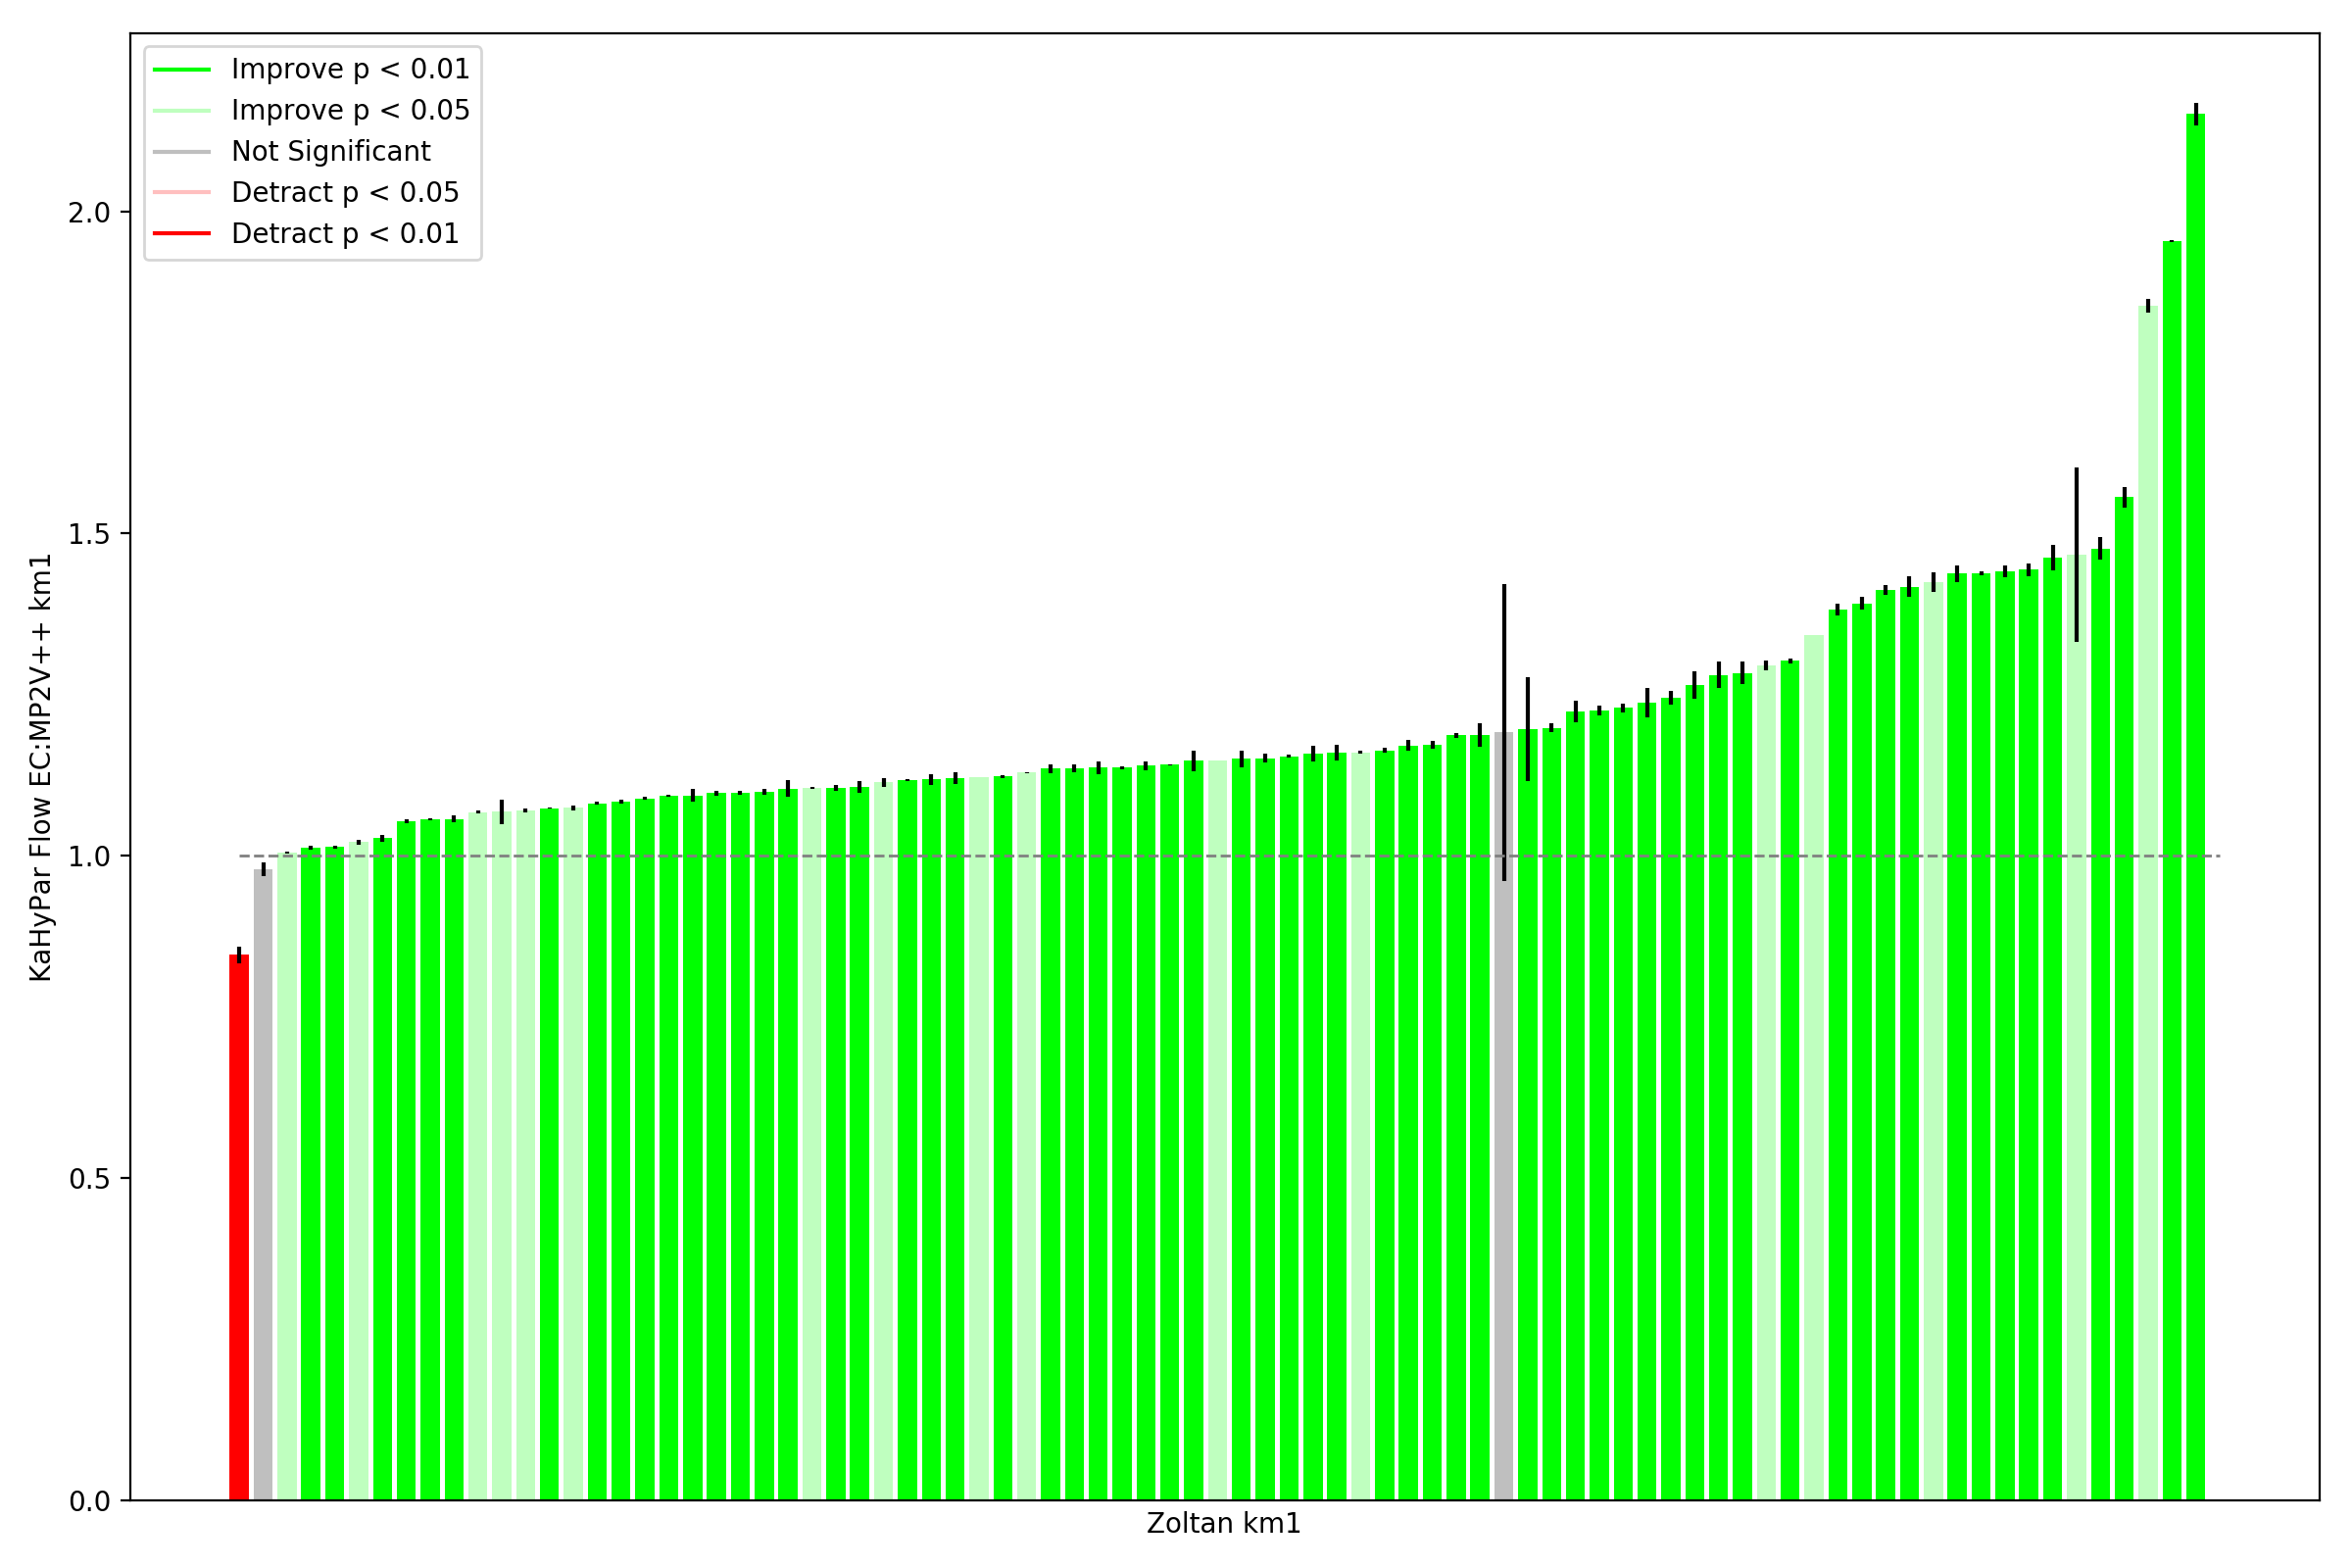 Improve p < 0.01
Improve p < 0.05
Not Significant
Detract p < 0.05
Detract p < 0.01
2.0
1.5
1.0
0.5
0.0
KaHyPar Flow EC:MP2V++ km1
Zoltan km1